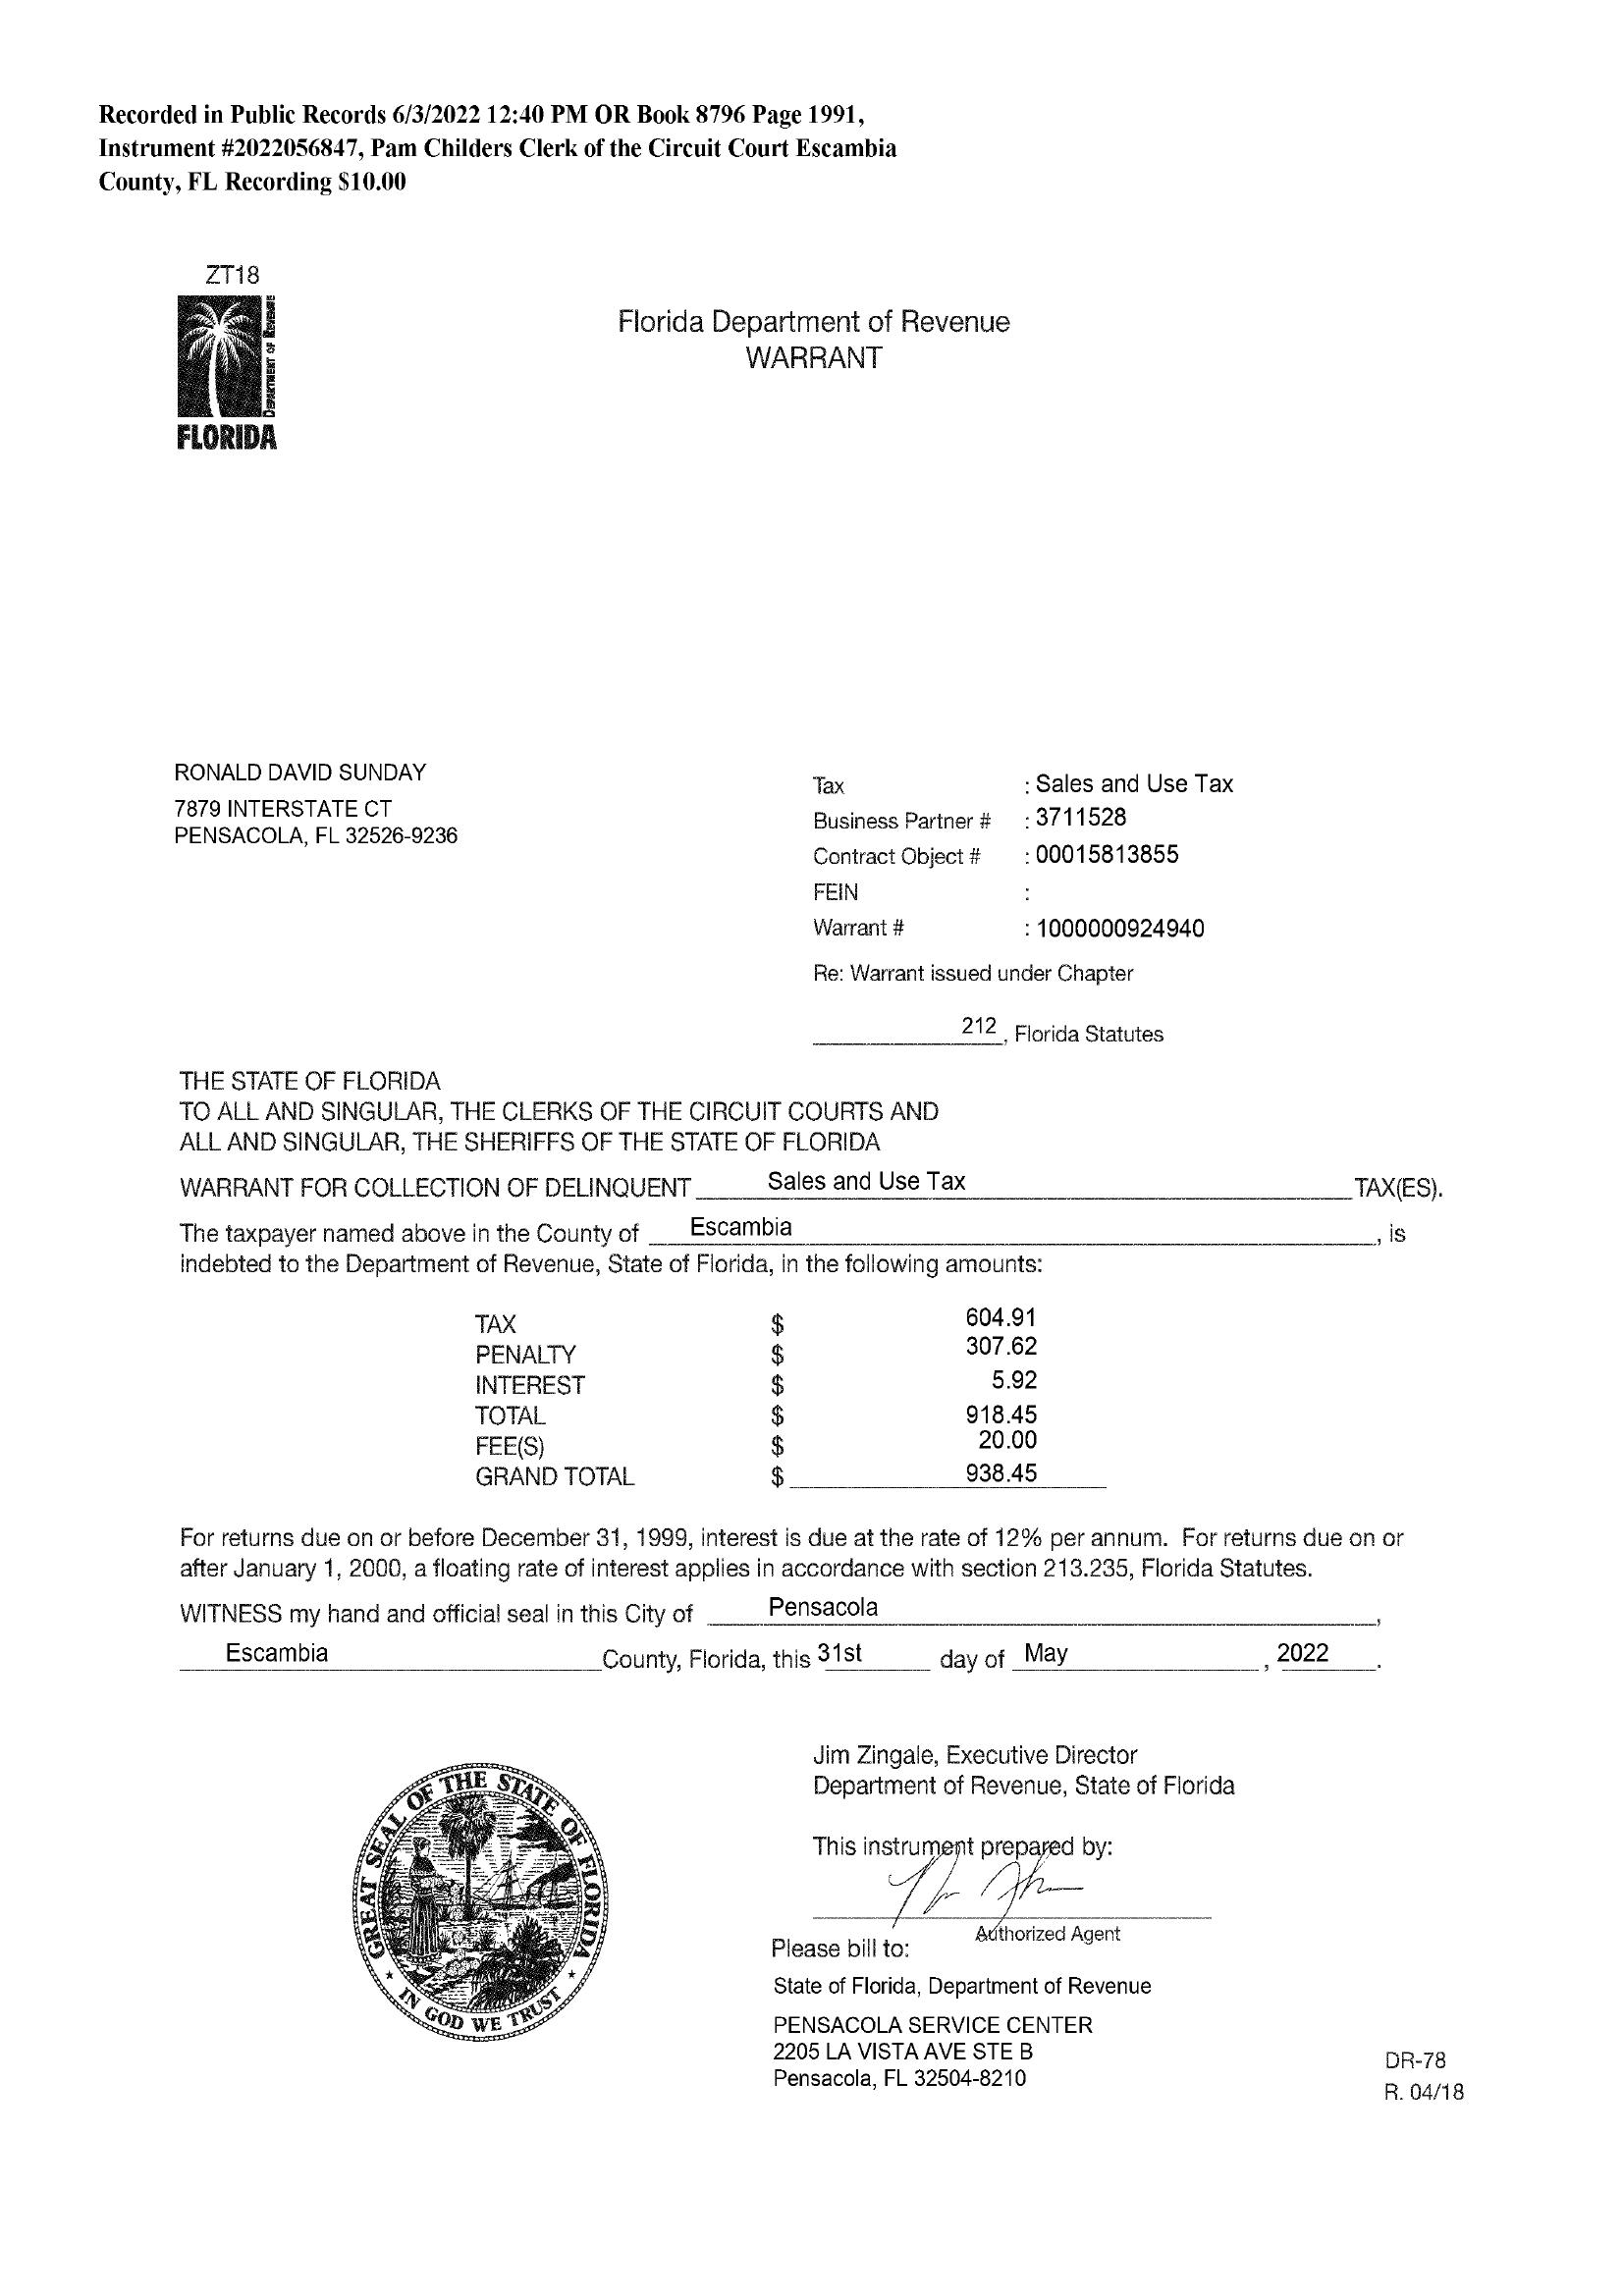 Recorded in Public Records 6/3/2022 12:40 PM OR Book 8796 Page 1991,
Instrument #2022056847, Pam Childers Clerk of the Circuit Court Escambia
County, FL Recording $10.00
ZT18
DEPARTMENT OF REVENUE
FLORIDA
Florida Department of Revenue
WARRANT
RONALD DAVID SUNDAY
7879 INTERSTATE CT
PENSACOLA, FL 32526-9236
Tax : Sales and Use Tax
Business Partner # : 3711528
Contract Object # : 00015813855
FEIN :
Warrant # : 1000000924940
Re: Warrant issued under Chapter
212, Florida Statutes
THE STATE OF FLORIDA
TO ALL AND SINGULAR, THE CLERKS OF THE CIRCUIT COURTS AND
ALL AND SINGULAR, THE SHERIFFS OF THE STATE OF FLORIDA
WARRANT FOR COLLECTION OF DELINQUENT Sales and Use Tax TAX(ES).
The taxpayer named above in the County of Escambia, is
indebted to the Department of Revenue, State of Florida, in the following amounts:
TAX $ 604.91
PENALTY $ 307.62
INTEREST $ 5.92
TOTAL $ 918.45
FEE(S) $ 20.00
GRAND TOTAL $ 938.45
For returns due on or before December 31, 1999, interest is due at the rate of 12% per annum. For returns due on or
after January 1, 2000, a floating rate of interest applies in accordance with section 213.235, Florida Statutes.
WITNESS my hand and official seal in this City of Pensacola,
Escambia County, Florida, this 31st day of May, 2022.
GREAT SEAL OF THE STATE OF FLORIDA
IN GOD WE TRUST
Jim Zingale, Executive Director
Department of Revenue, State of Florida
This instrument prepared by:
Authorized Agent
Please bill to:
State of Florida, Department of Revenue
PENSACOLA SERVICE CENTER
2205 LA VISTA AVE STE B
Pensacola, FL 32504-8210
DR-78
R. 04/18